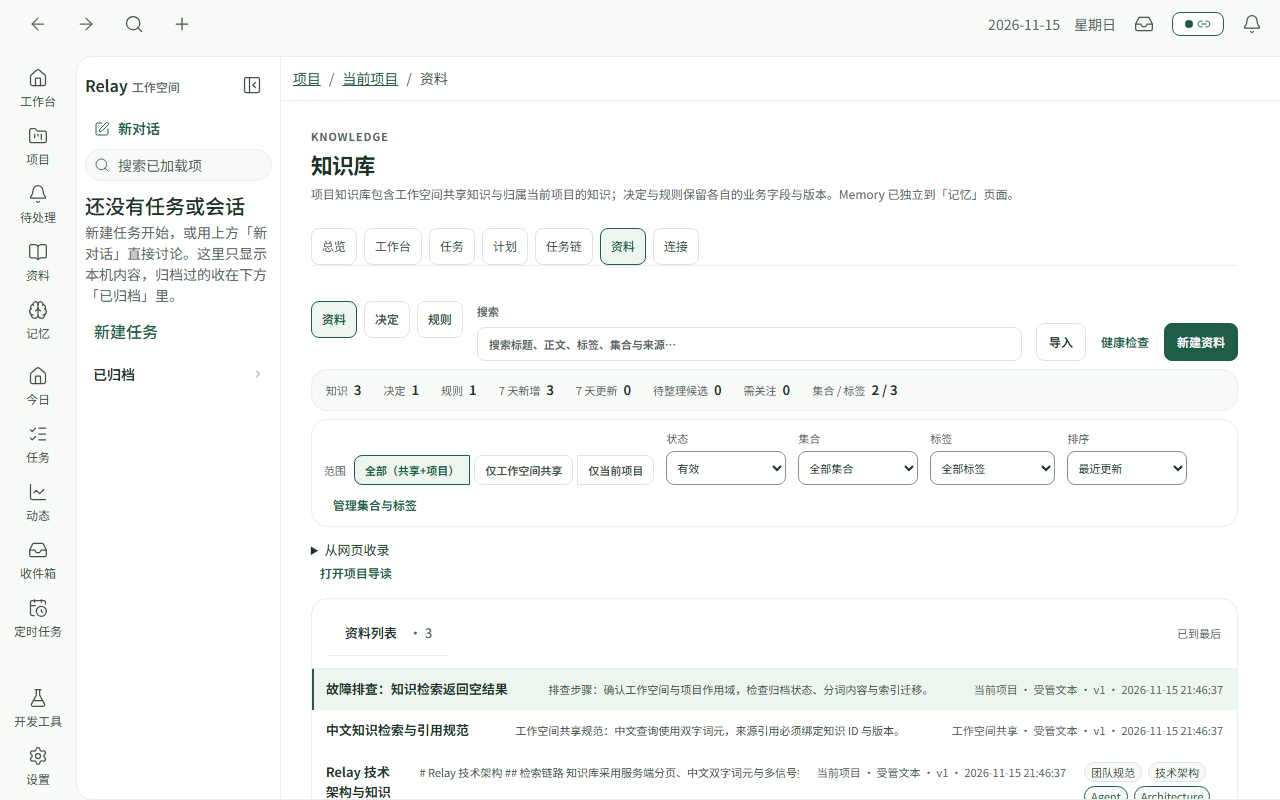 2026-11-15 星期日
工作台
项目
待处理
资料
记忆
今日
任务
动态
收件箱
定时任务
开发工具
设置
Relay 工作空间
新对话
搜索已加载项
还没有任务或会话
新建任务开始，或用上方「新
对话」直接讨论。这里只显示
本机内容，归档过的收在下方
「已归档」里。
新建任务
已归档
项目 / 当前项目 / 资料
KNOWLEDGE
知识库
项目知识库包含工作空间共享知识与归属当前项目的知识；决定与规则保留各自的业务字段与版本。Memory 已独立到「记忆」页面。
总览 工作台 任务 计划 任务链 资料 连接
资料 决定 规则
搜索
搜索标题、正文、标签、集合与来源…
导入 健康检查 新建资料
知识 3 决定 1 规则 1 7 天新增 3 7 天更新 0 待整理候选 0 需关注 0 集合 / 标签 2 / 3
范围 全部（共享+项目） 仅工作空间共享 仅当前项目
状态 集合 标签 排序
有效 全部集合 全部标签 最近更新
管理集合与标签
从网页收录
打开项目导读
资料列表 · 3 已到最后
故障排查：知识检索返回空结果 排查步骤：确认工作空间与项目作用域，检查归档状态、分词内容与索引迁移。 当前项目 · 受管文本 · v1 · 2026-11-15 21:46:37
中文知识检索与引用规范 工作空间共享规范：中文查询使用双字词元，来源引用必须绑定知识 ID 与版本。 工作空间共享 · 受管文本 · v1 · 2026-11-15 21:46:37
Relay 技术 # Relay 技术架构 ## 检索链路 知识库采用服务端分页、中文双字词元与多信号 当前项目 · 受管文本 · v1 · 2026-11-15 21:46:37 团队规范 技术架构
架构与知识 Agent Architecture